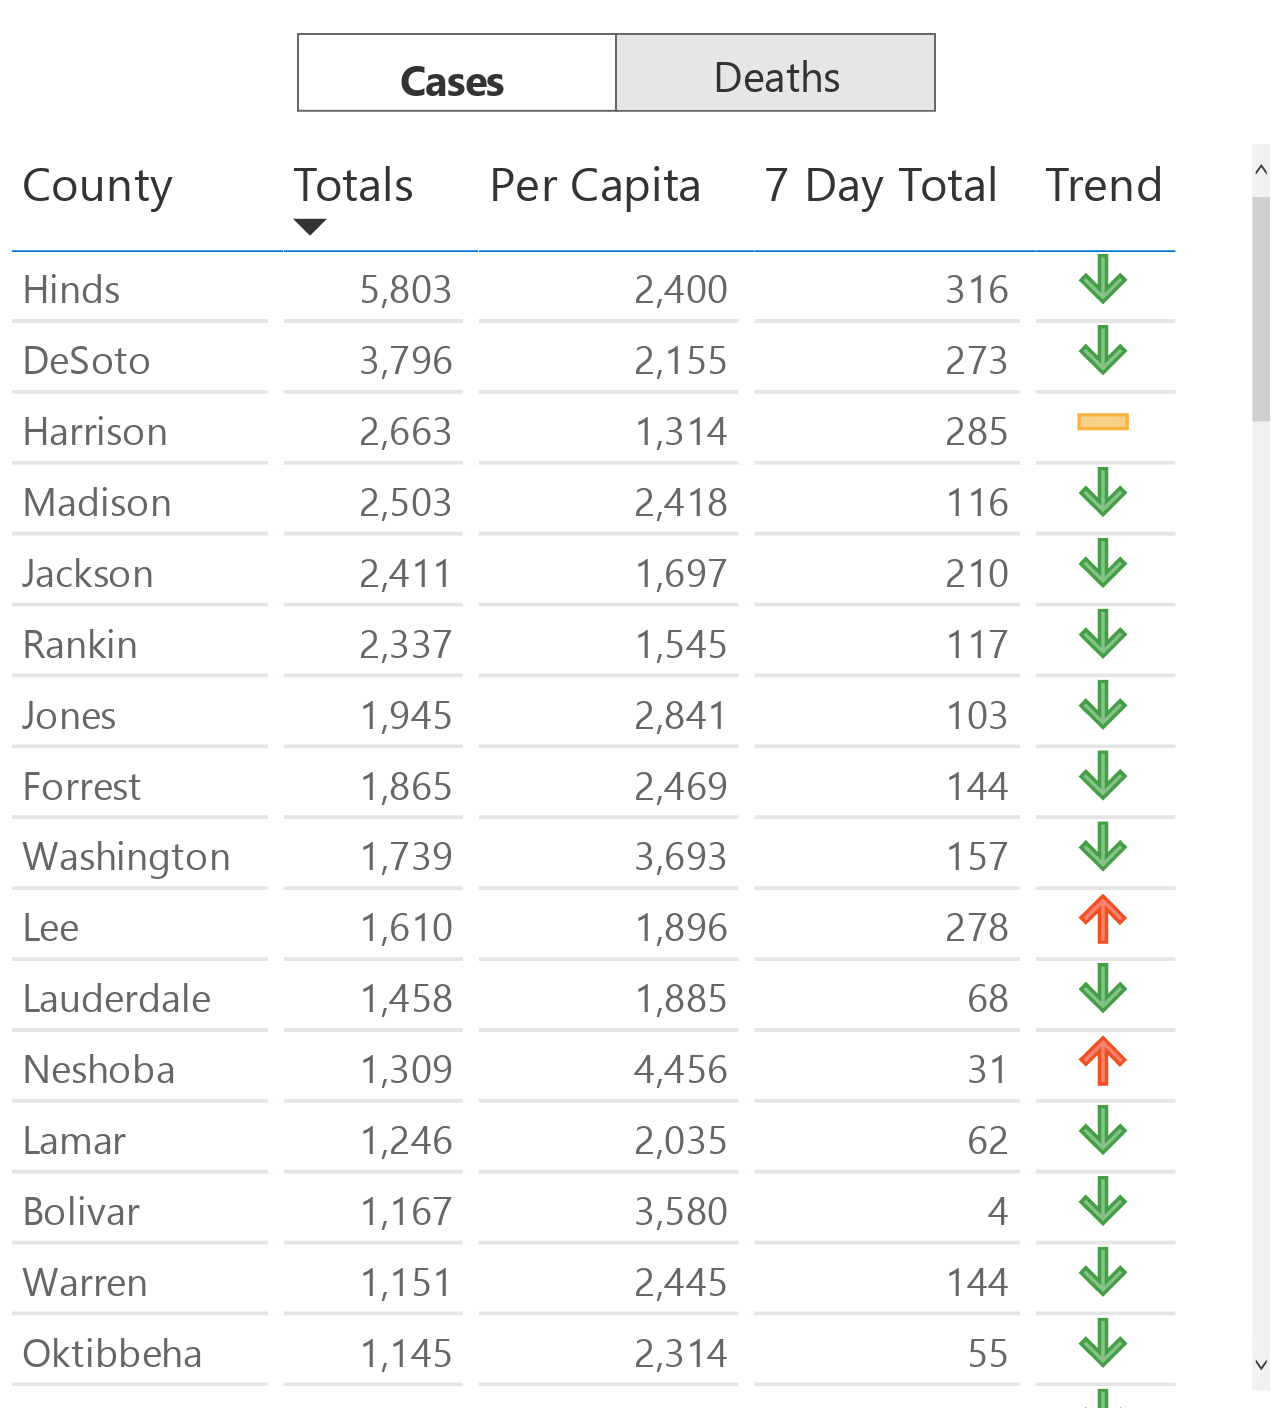 Cases Deaths
County Totals Per Capita 7 Day Total Trend
Hinds 5,803 2,400 316
DeSoto 3,796 2,155 273
Harrison 2,663 1,314 285
Madison 2,503 2,418 116
Jackson 2,411 1,697 210
Rankin 2,337 1,545 117
Jones 1,945 2,841 103
Forrest 1,865 2,469 144
Washington 1,739 3,693 157
Lee 1,610 1,896 278
Lauderdale 1,458 1,885 68
Neshoba 1,309 4,456 31
Lamar 1,246 2,035 62
Bolivar 1,167 3,580 4
Warren 1,151 2,445 144
Oktibbeha 1,145 2,314 55